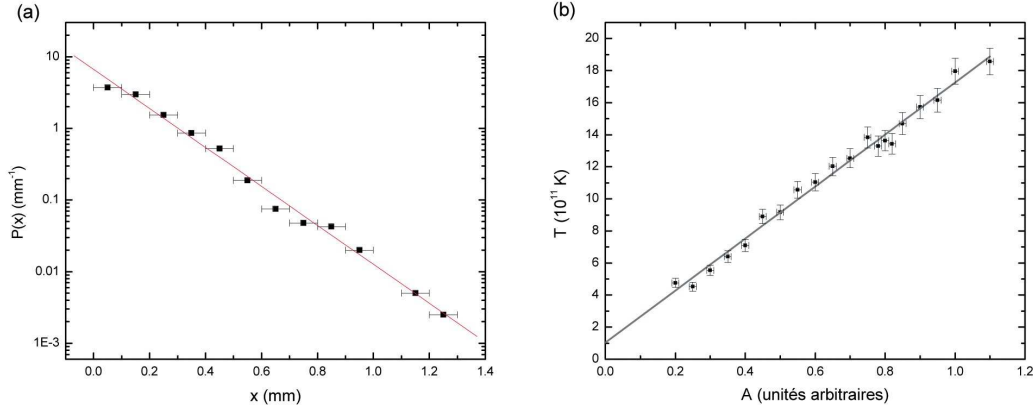 (a)
10
1
0.1
0.01
1E-3
P(x) (mm⁻¹)
0.0 0.2 0.4 0.6 0.8 1.0 1.2 1.4
x (mm)
(b)
20
18
16
14
12
10
8
6
4
2
0
T (10¹¹ K)
0.0 0.2 0.4 0.6 0.8 1.0 1.2
A (unités arbitraires)